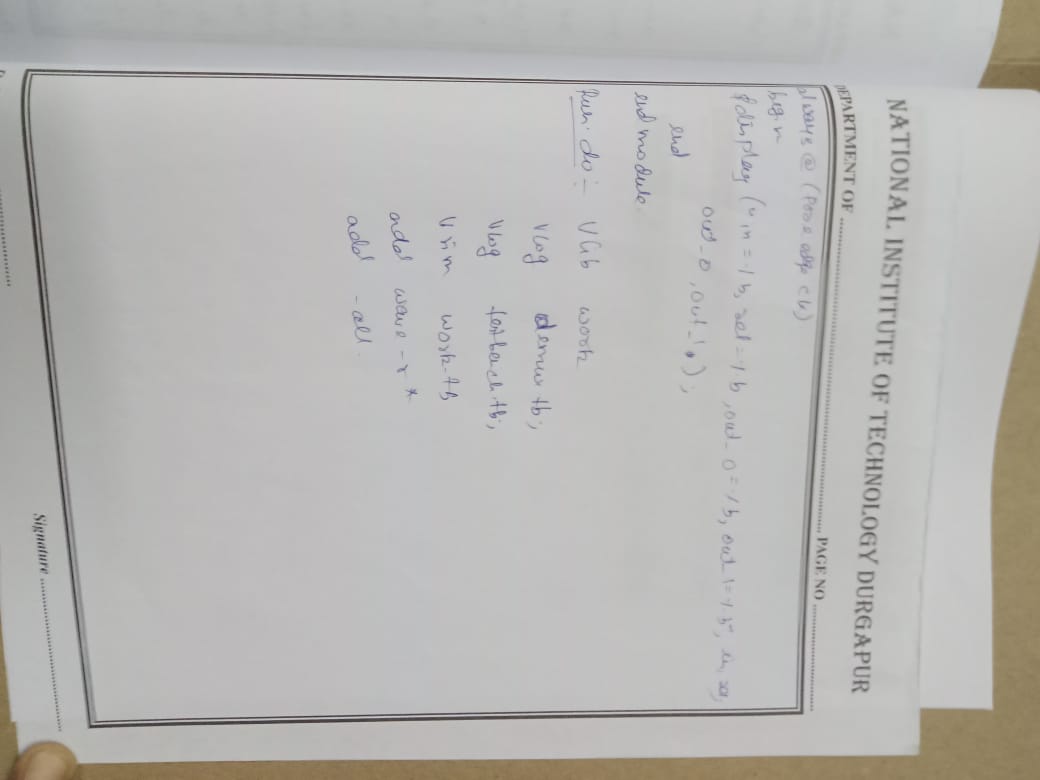 NATIONAL INSTITUTE OF TECHNOLOGY DURGAPUR
DEPARTMENT OF ........................ PAGE NO ............
always @ (posedge clk)
begin
$display ("in=%b, sel=%b, out_0=%b, out1=%b", in, sel,
out_0, out_1);
end
endmodule.
Run.do:- Vlib work
Vlog demux tb;
Vlog testbench tb;
Vsim work.tb
add wave -r *
add -all.
Signature ........................